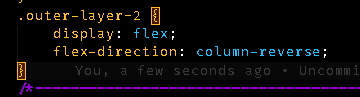 .outer-layer-2 {
display: flex;
flex-direction: column-reverse;
}
You, a few seconds ago • Uncommi
/*